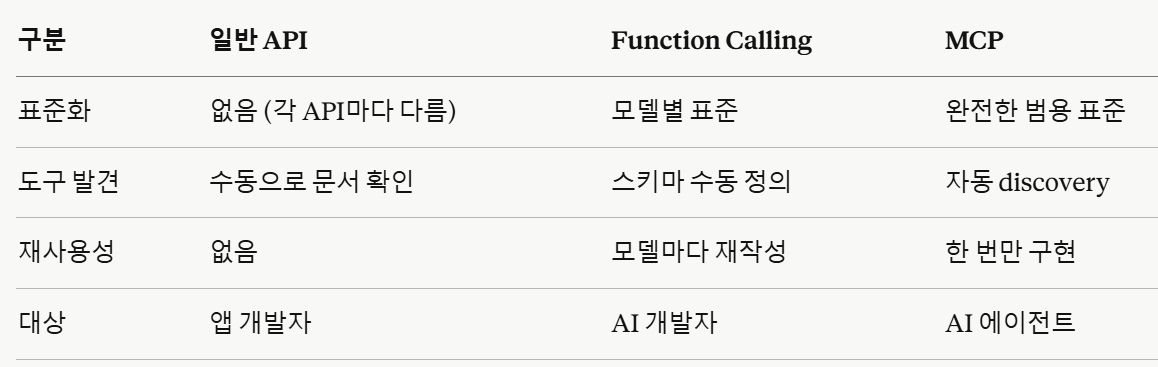 구분 일반 API Function Calling MCP
표준화 없음 (각 API마다 다름) 모델별 표준 완전한 범용 표준
도구 발견 수동으로 문서 확인 스키마 수동 정의 자동 discovery
재사용성 없음 모델마다 재작성 한 번만 구현
대상 앱 개발자 AI 개발자 AI 에이전트